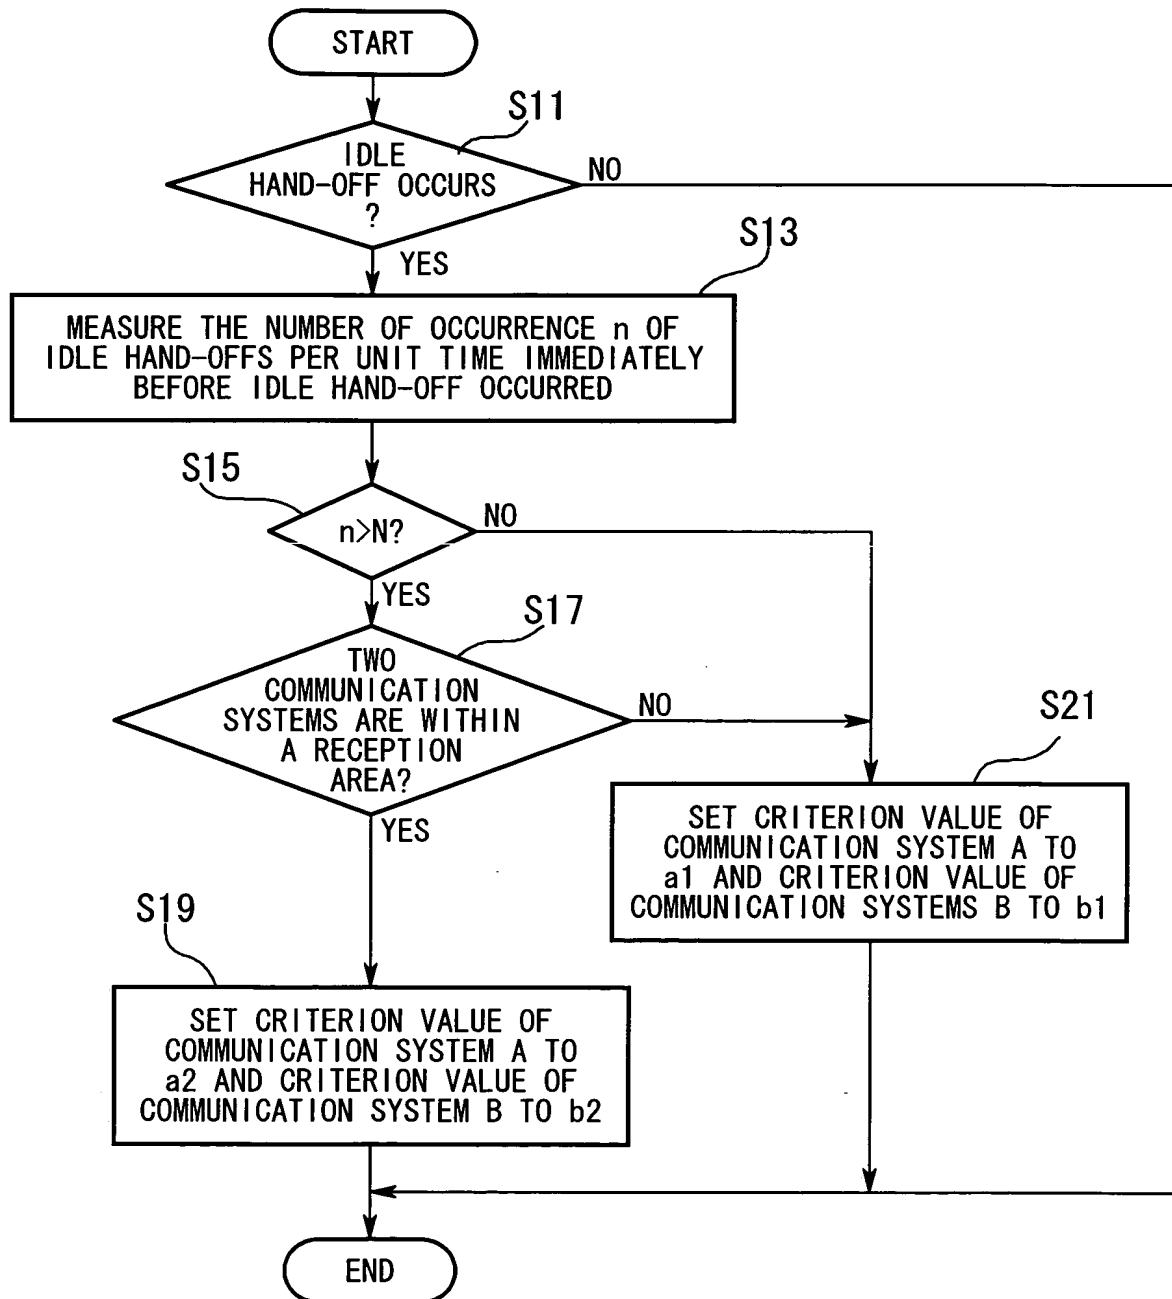 START
S11
IDLE
HAND-OFF OCCURS
?
NO
YES
S13
MEASURE THE NUMBER OF OCCURRENCE n OF
IDLE HAND-OFFS PER UNIT TIME IMMEDIATELY
BEFORE IDLE HAND-OFF OCCURRED
S15
n>N?
NO
YES
S17
TWO
COMMUNICATION
SYSTEMS ARE WITHIN
A RECEPTION
AREA?
NO
YES
S21
SET CRITERION VALUE OF
COMMUNICATION SYSTEM A TO
a1 AND CRITERION VALUE OF
COMMUNICATION SYSTEMS B TO b1
S19
SET CRITERION VALUE OF
COMMUNICATION SYSTEM A TO
a2 AND CRITERION VALUE OF
COMMUNICATION SYSTEM B TO b2
END